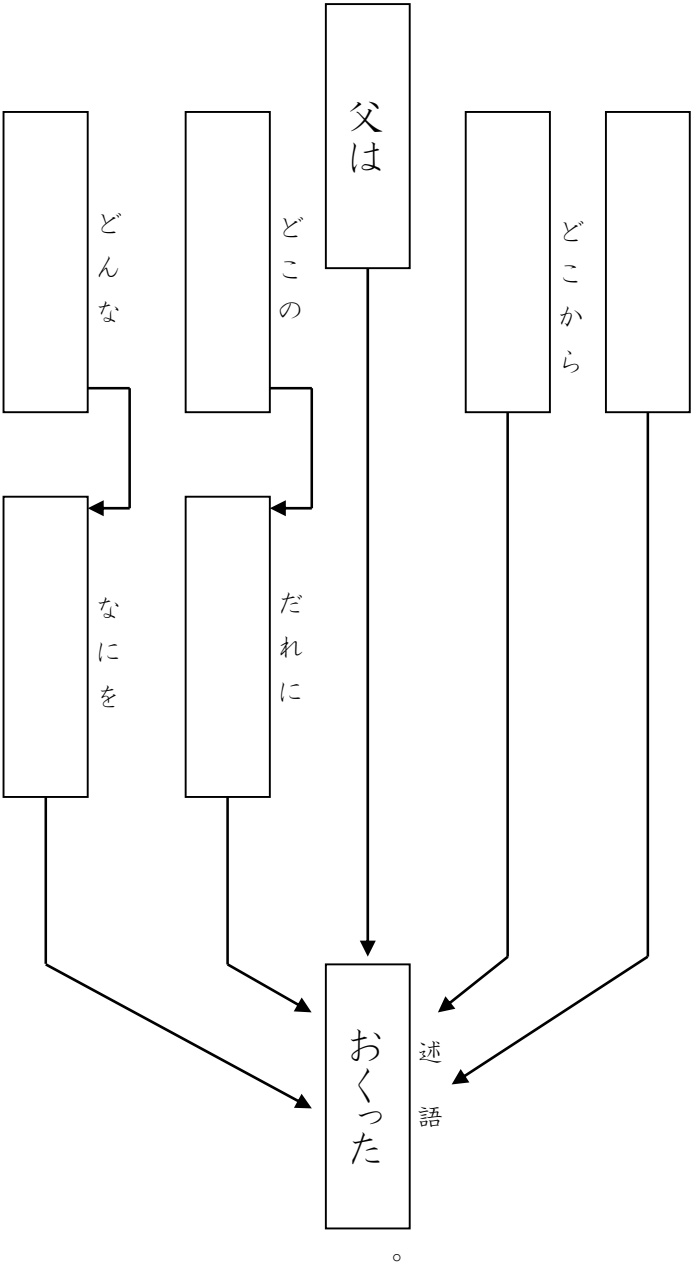 どこから
父は
述語
おくった
。
どこの
だれに
どんな
なにを